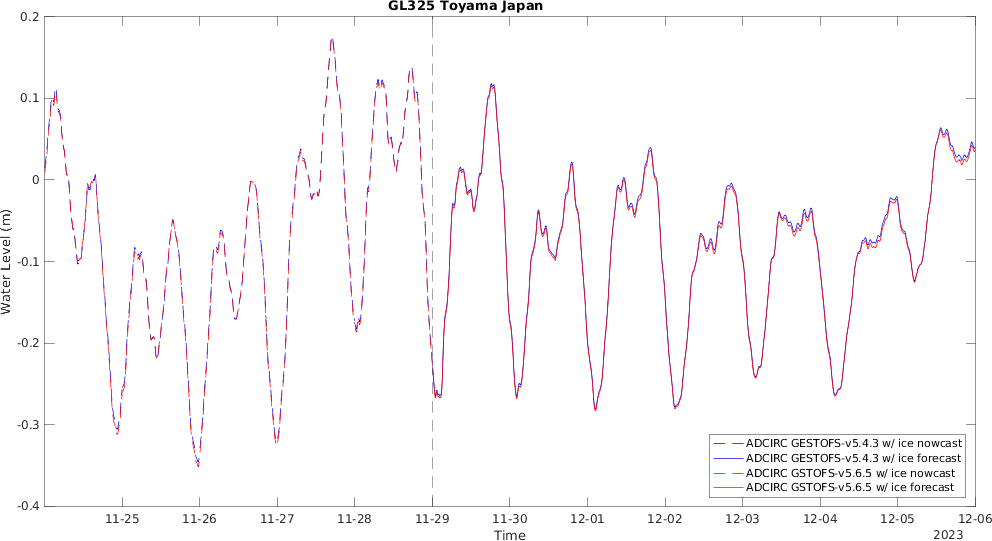 GL325 Toyama Japan
Water Level (m)
0.2
0.1
0
-0.1
-0.2
-0.3
-0.4
11-25 11-26 11-27 11-28 11-29 11-30 12-01 12-02 12-03 12-04 12-05 12-06
Time
2023
ADCIRC GESTOFS-v5.4.3 w/ ice nowcast
ADCIRC GESTOFS-v5.4.3 w/ ice forecast
ADCIRC GSTOFS-v5.6.5 w/ ice nowcast
ADCIRC GSTOFS-v5.6.5 w/ ice forecast